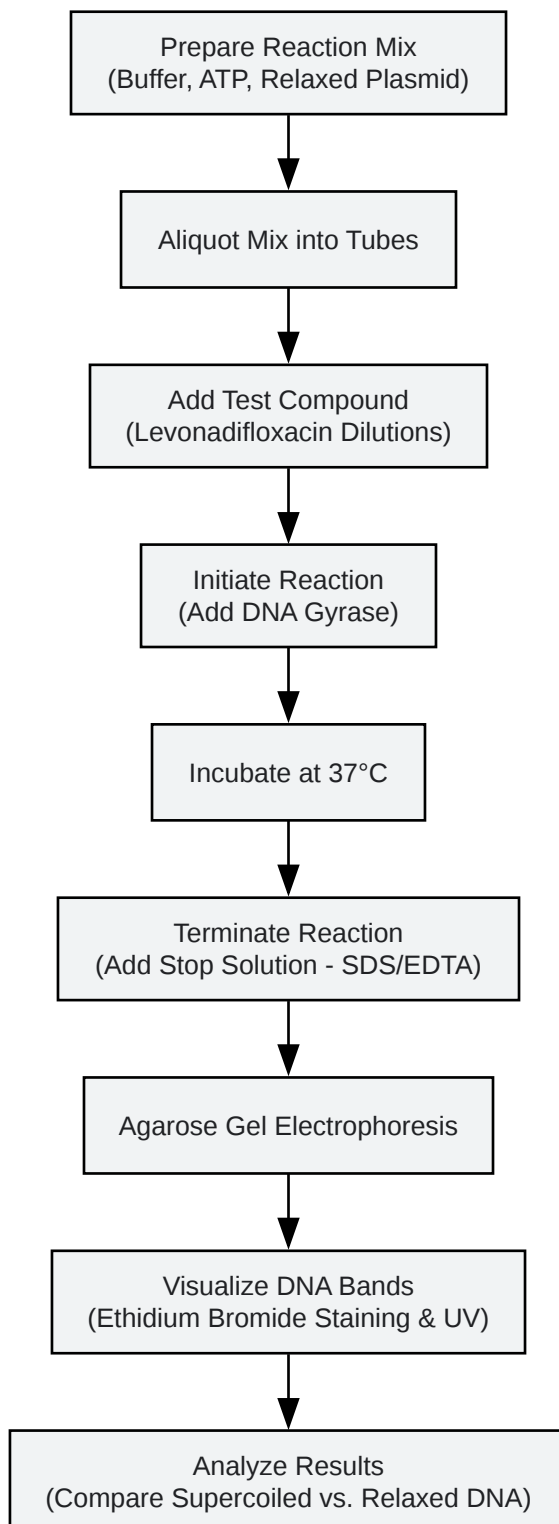 Prepare Reaction Mix
(Buffer, ATP, Relaxed Plasmid)
Aliquot Mix into Tubes
Add Test Compound
(Levonadifloxacin Dilutions)
Initiate Reaction
(Add DNA Gyrase)
Incubate at 37°C
Terminate Reaction
(Add Stop Solution - SDS/EDTA)
Agarose Gel Electrophoresis
Visualize DNA Bands
(Ethidium Bromide Staining & UV)
Analyze Results
(Compare Supercoiled vs. Relaxed DNA)